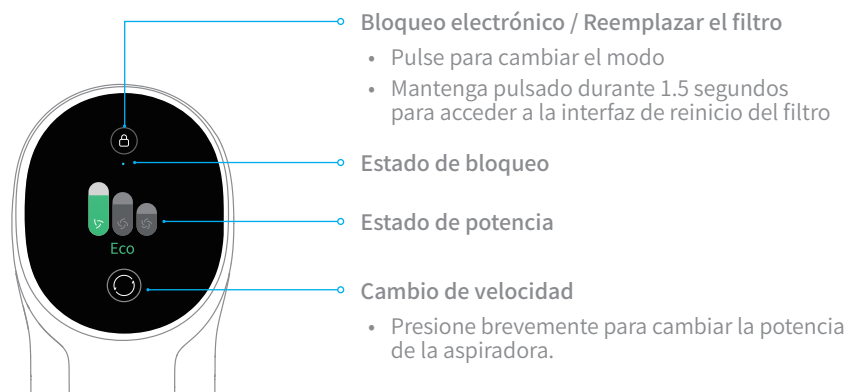 Bloqueo electrónico / Reemplazar el filtro
• Pulse para cambiar el modo
• Mantenga pulsado durante 1.5 segundos
para acceder a la interfaz de reinicio del filtro
Estado de bloqueo
Estado de potencia
Eco
Cambio de velocidad
• Presione brevemente para cambiar la potencia
de la aspiradora.